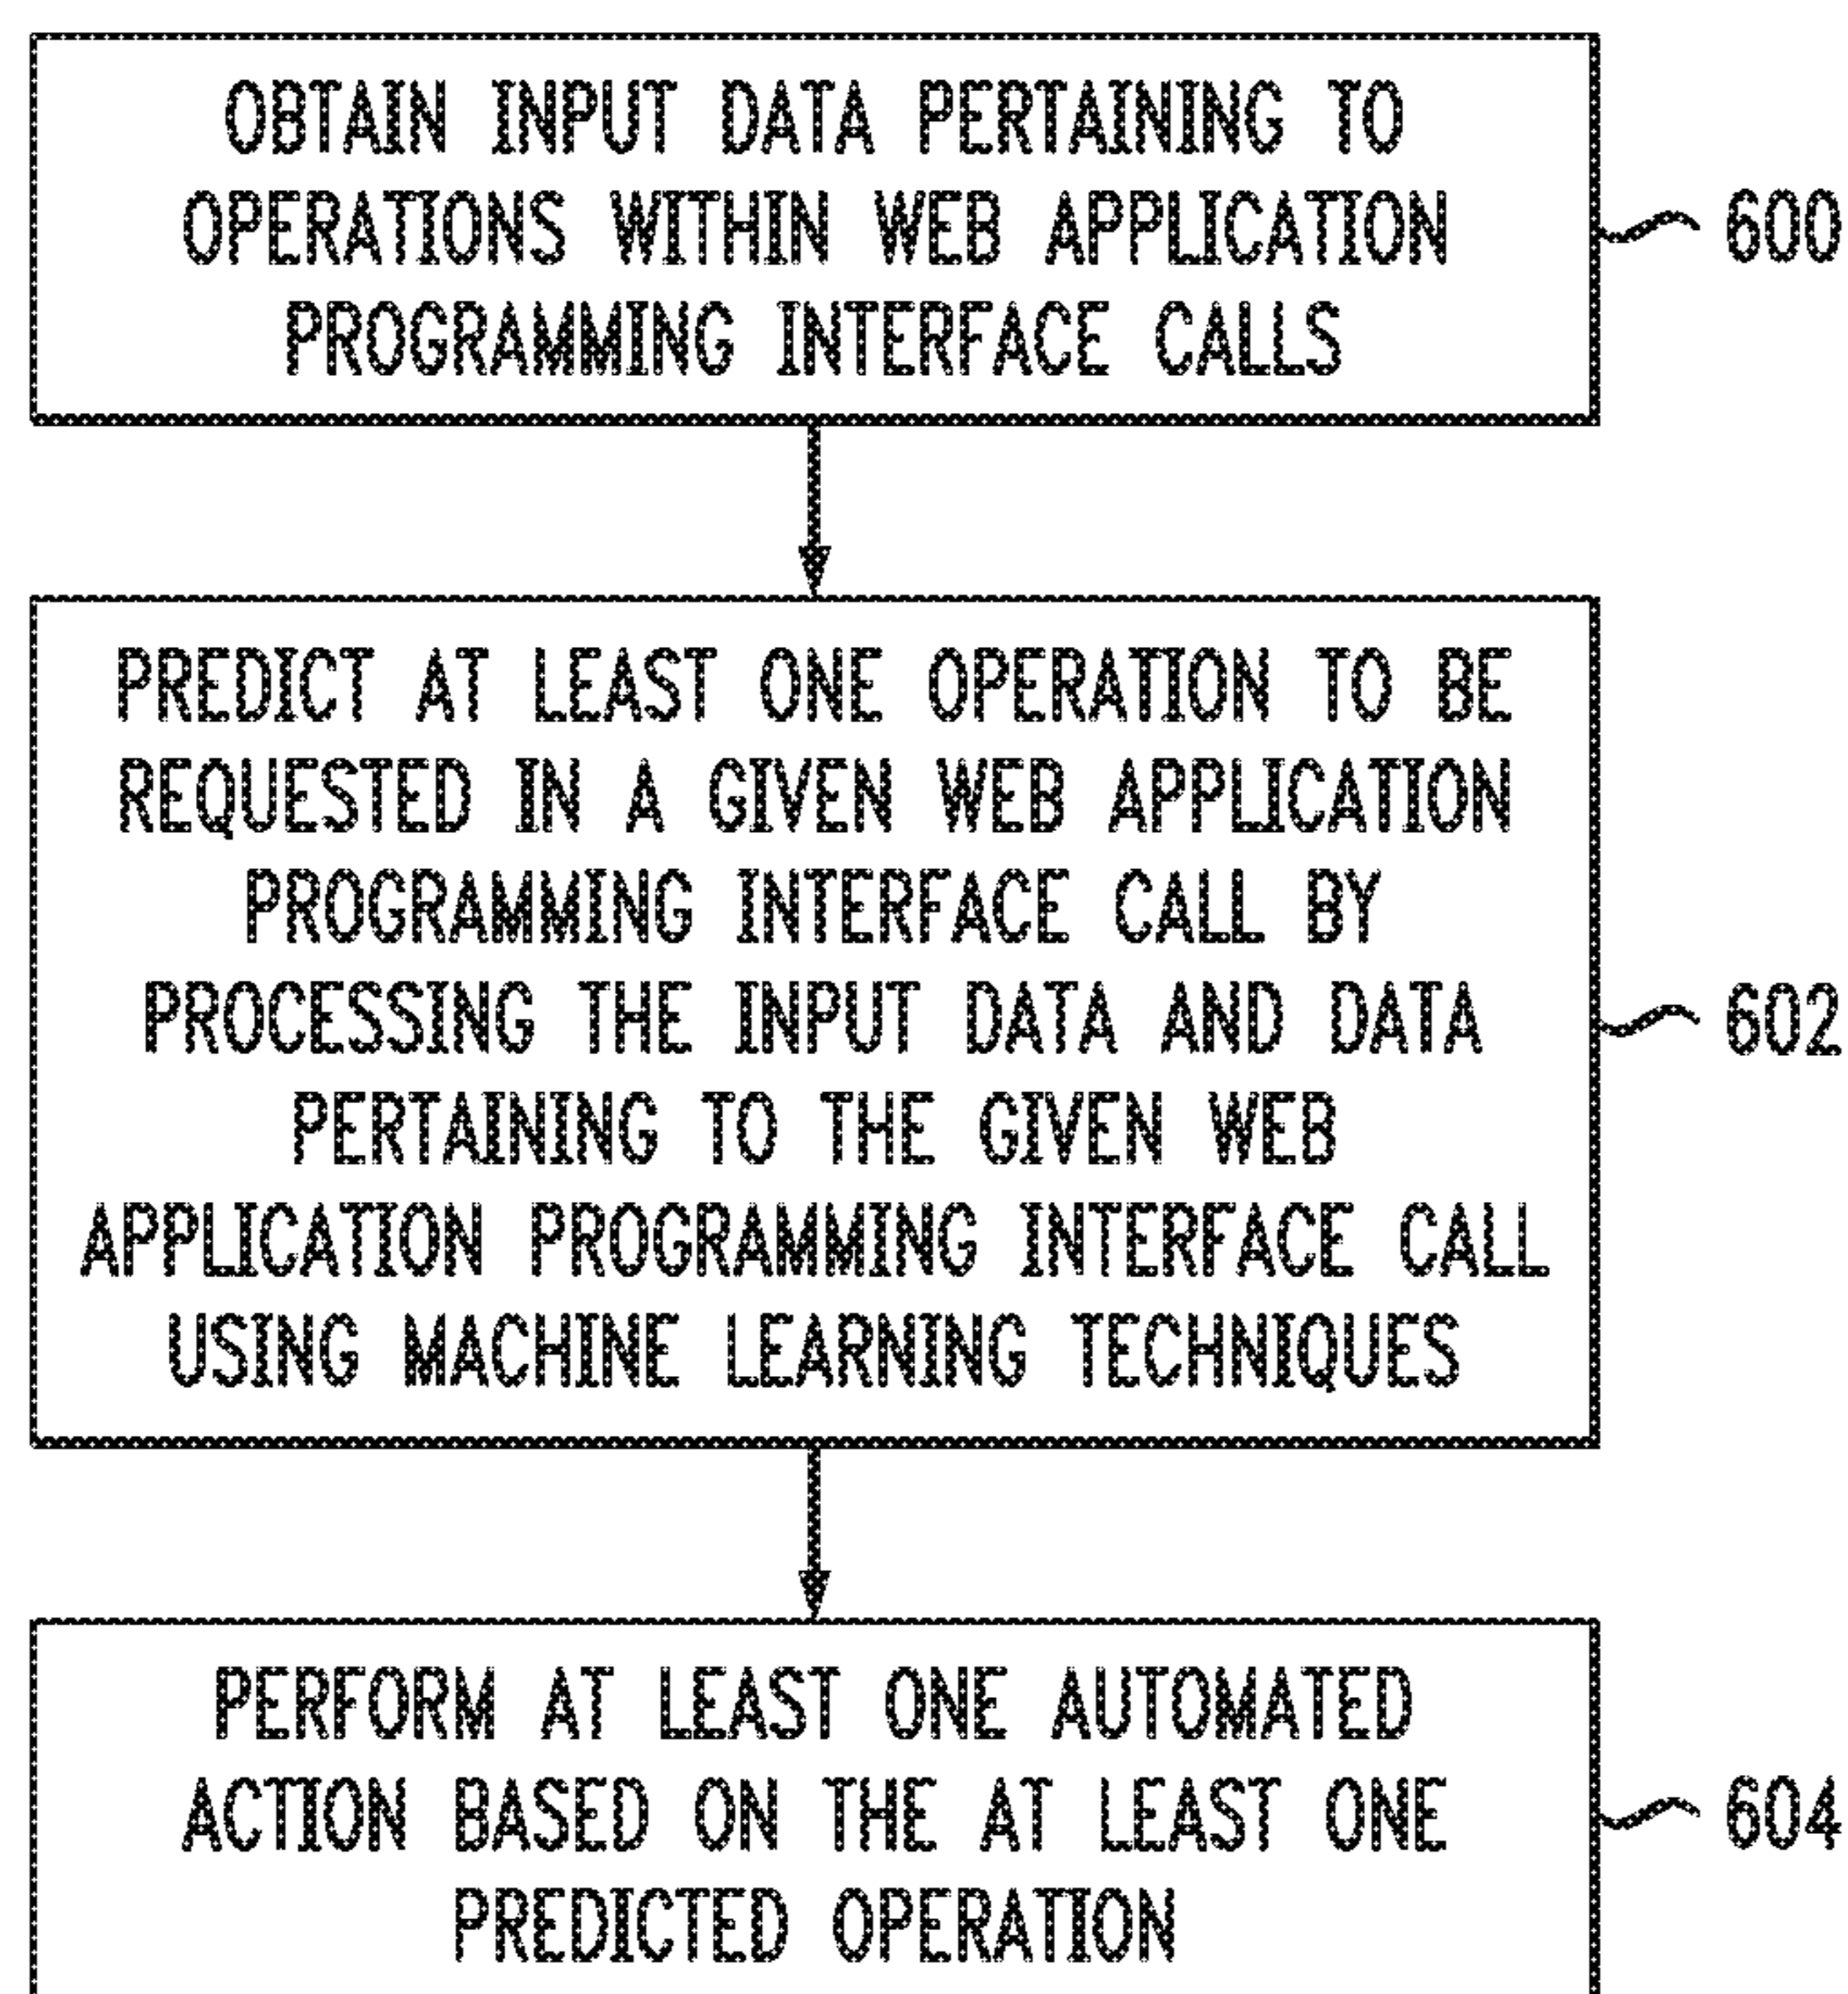 OBTAIN INPUT DATA PERTAINING TO
OPERATIONS WITHIN WEB APPLICATION
PROGRAMMING INTERFACE CALLS
600
PREDICT AT LEAST ONE OPERATION TO BE
REQUESTED IN A GIVEN WEB APPLICATION
PROGRAMMING INTERFACE CALL BY
PROCESSING THE INPUT DATA AND DATA
PERTAINING TO THE GIVEN WEB
APPLICATION PROGRAMMING INTERFACE CALL
USING MACHINE LEARNING TECHNIQUES
602
PERFORM AT LEAST ONE AUTOMATED
ACTION BASED ON THE AT LEAST ONE
PREDICTED OPERATION
604